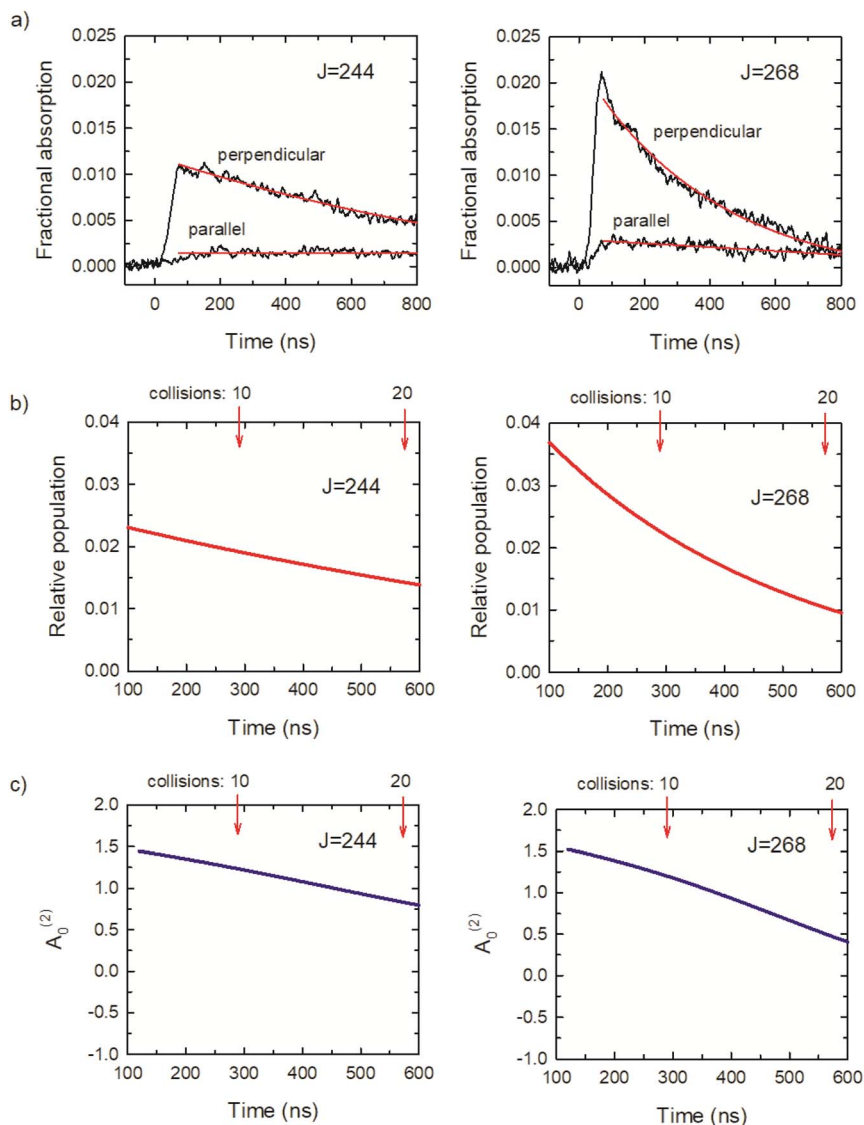 a)
J=244
perpendicular
parallel
Fractional absorption
0.025
0.020
0.015
0.010
0.005
0.000
0 200 400 600 800
Time (ns)
J=268
perpendicular
parallel
Fractional absorption
0.025
0.020
0.015
0.010
0.005
0.000
0 200 400 600 800
Time (ns)
b)
collisions: 10 20
J=244
Relative population
0.04
0.03
0.02
0.01
0.00
100 200 300 400 500 600
Time (ns)
collisions: 10 20
J=268
Relative population
0.04
0.03
0.02
0.01
0.00
100 200 300 400 500 600
Time (ns)
c)
collisions: 10 20
J=244
A₀⁽²⁾
2.0
1.5
1.0
0.5
0.0
-0.5
-1.0
100 200 300 400 500 600
Time (ns)
collisions: 10 20
J=268
A₀⁽²⁾
2.0
1.5
1.0
0.5
0.0
-0.5
-1.0
100 200 300 400 500 600
Time (ns)